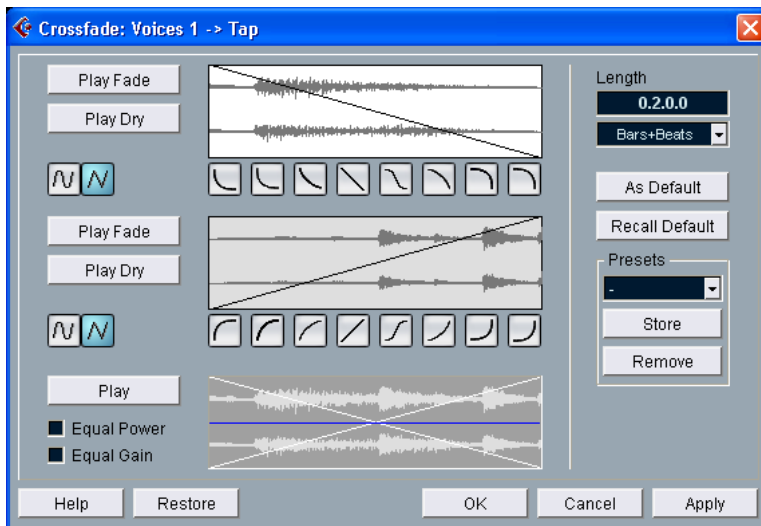 Crossfade: Voices 1 -> Tap
Play Fade
Play Dry
Length
0.2.0.0
Bars+Beats
As Default
Recall Default
Play Fade
Play Dry
Presets
-
Store
Remove
Play
Equal Power
Equal Gain
Help
Restore
OK
Cancel
Apply